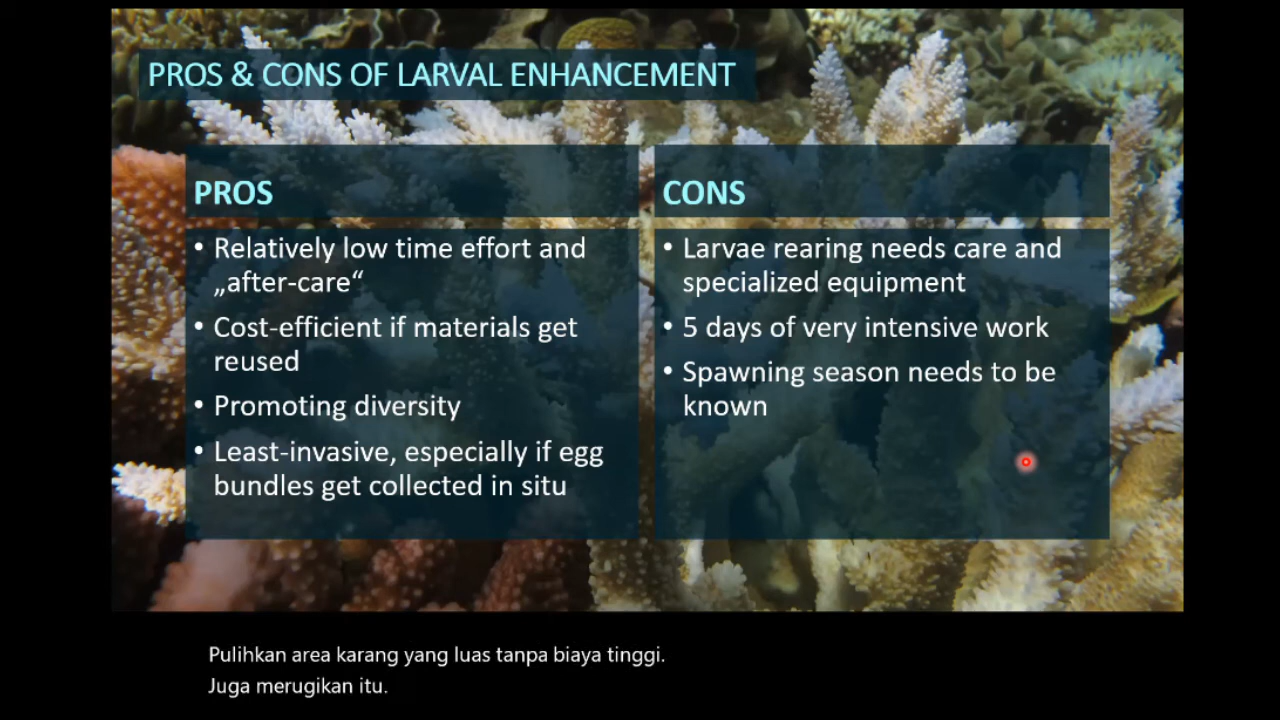 PROS & CONS OF LARVAL ENHANCEMENT
PROS
• Relatively low time effort and
„after-care“
• Cost-efficient if materials get
reused
• Promoting diversity
• Least-invasive, especially if egg
bundles get collected in situ
CONS
• Larvae rearing needs care and
specialized equipment
• 5 days of very intensive work
• Spawning season needs to be
known
Pulihkan area karang yang luas tanpa biaya tinggi.
Juga merugikan itu.